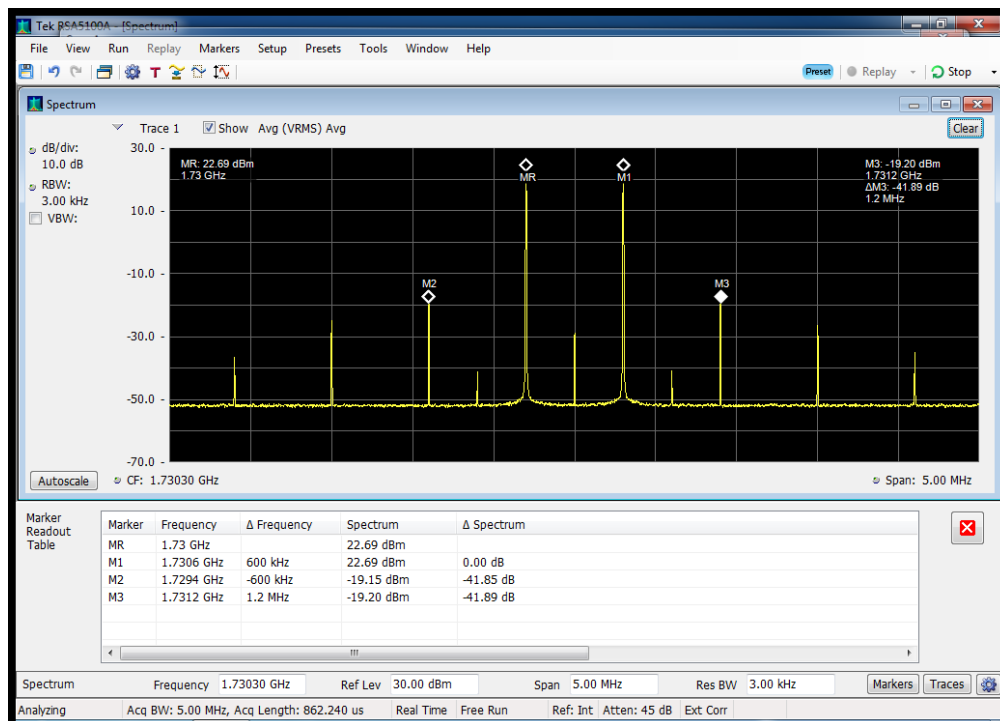 Tek RSA5100A - [Spectrum]
File View Run Replay Markers Setup Presets Tools Window Help
T Preset Replay Stop
Spectrum
Trace 1 Show Avg (VRMS) Avg Clear
dB/div:
10.0 dB
RBW:
3.00 kHz
VBW:
30.0 -
10.0 -
-10.0 -
-30.0 -
-50.0 -
-70.0 -
MR: 22.69 dBm
1.73 GHz
MR
M1
M3: -19.20 dBm
1.7312 GHz
ΔM3: -41.89 dB
1.2 MHz
M2
M3
Autoscale CF: 1.73030 GHz Span: 5.00 MHz
Marker
Readout
Table
Marker Frequency Δ Frequency Spectrum Δ Spectrum
MR 1.73 GHz 22.69 dBm
M1 1.7306 GHz 600 kHz 22.69 dBm 0.00 dB
M2 1.7294 GHz -600 kHz -19.15 dBm -41.85 dB
M3 1.7312 GHz 1.2 MHz -19.20 dBm -41.89 dB
Spectrum Frequency 1.73030 GHz Ref Lev 30.00 dBm Span 5.00 MHz Res BW 3.00 kHz Markers Traces
Analyzing Acq BW: 5.00 MHz, Acq Length: 862.240 us Real Time Free Run Ref: Int Atten: 45 dB Ext Corr